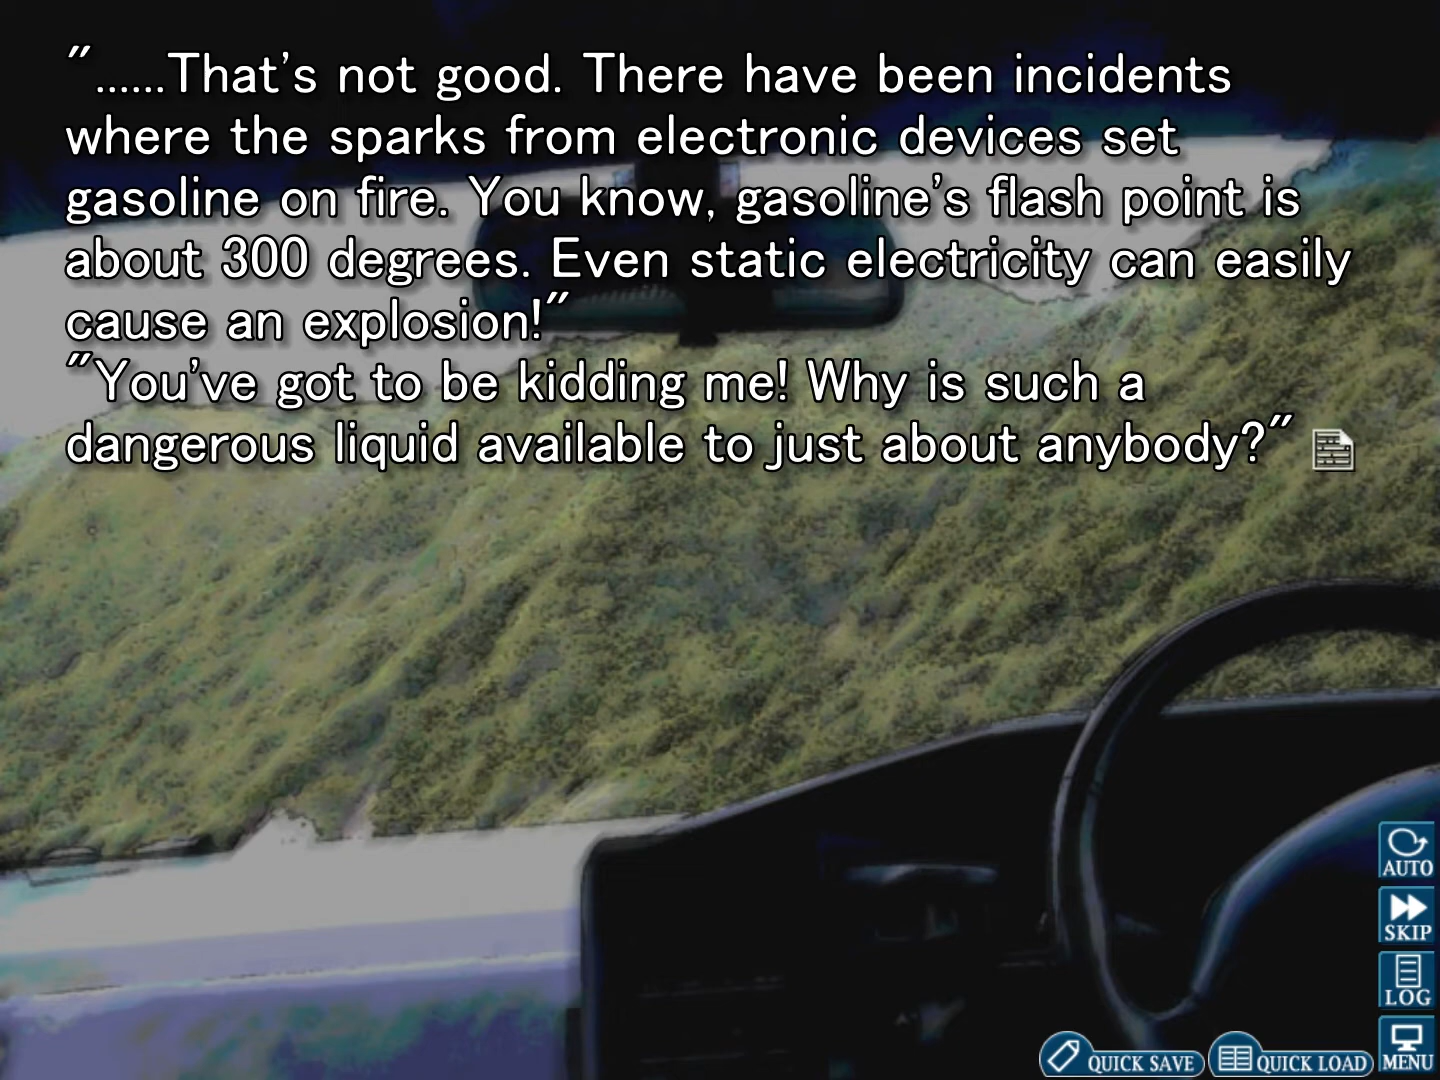 "......That's not good. There have been incidents
where the sparks from electronic devices set
gasoline on fire. You know, gasoline's flash point is
about 300 degrees. Even static electricity can easily
cause an explosion!"
"You've got to be kidding me! Why is such a
dangerous liquid available to just about anybody?"
AUTO
SKIP
LOG
QUICK SAVE
QUICK LOAD
MENU